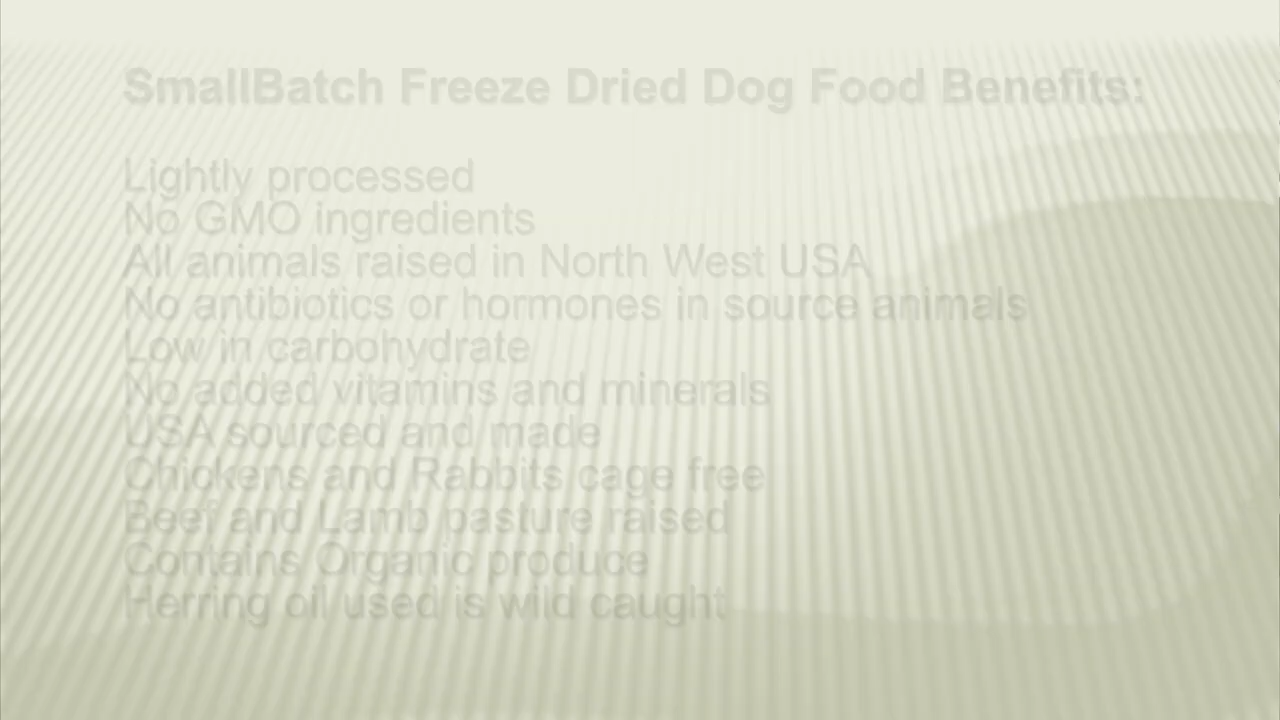 SmallBatch Freeze Dried Dog Food Benefits:
Lightly processed
No GMO ingredients
All animals raised in North West USA
No antibiotics or hormones in source animals
Low in carbohydrate
No added vitamins and minerals
USA sourced and made
Chickens and Rabbits cage free
Beef and Lamb pasture raised
Contains Organic produce
Herring oil used is wild caught